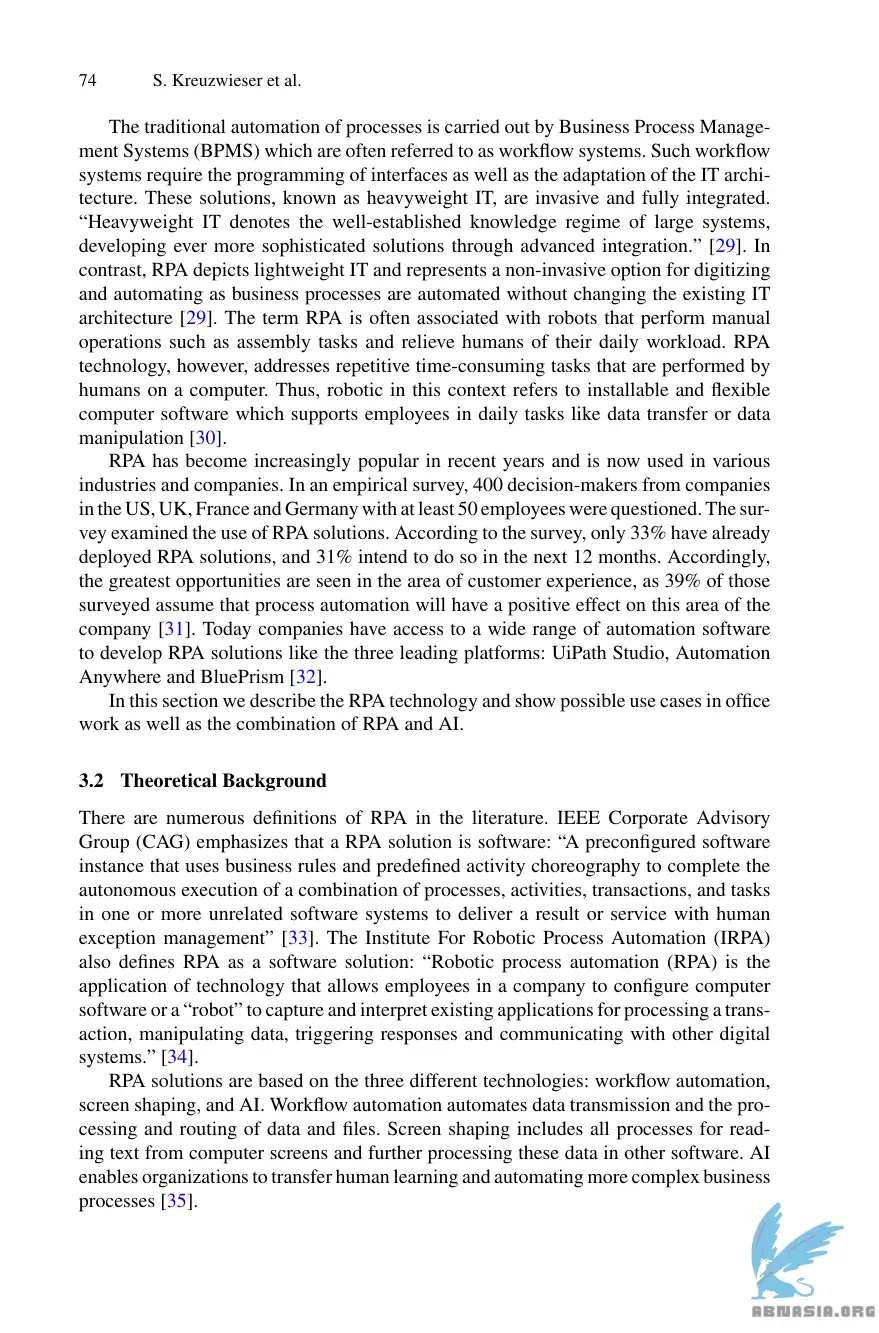 74 S. Kreuzwieser et al.
The traditional automation of processes is carried out by Business Process Manage-
ment Systems (BPMS) which are often referred to as workflow systems. Such workflow
systems require the programming of interfaces as well as the adaptation of the IT archi-
tecture. These solutions, known as heavyweight IT, are invasive and fully integrated.
“Heavyweight IT denotes the well-established knowledge regime of large systems,
developing ever more sophisticated solutions through advanced integration.” [29]. In
contrast, RPA depicts lightweight IT and represents a non-invasive option for digitizing
and automating as business processes are automated without changing the existing IT
architecture [29]. The term RPA is often associated with robots that perform manual
operations such as assembly tasks and relieve humans of their daily workload. RPA
technology, however, addresses repetitive time-consuming tasks that are performed by
humans on a computer. Thus, robotic in this context refers to installable and flexible
computer software which supports employees in daily tasks like data transfer or data
manipulation [30].
RPA has become increasingly popular in recent years and is now used in various
industries and companies. In an empirical survey, 400 decision-makers from companies
in the US, UK, France and Germany with at least 50 employees were questioned. The sur-
vey examined the use of RPA solutions. According to the survey, only 33% have already
deployed RPA solutions, and 31% intend to do so in the next 12 months. Accordingly,
the greatest opportunities are seen in the area of customer experience, as 39% of those
surveyed assume that process automation will have a positive effect on this area of the
company [31]. Today companies have access to a wide range of automation software
to develop RPA solutions like the three leading platforms: UiPath Studio, Automation
Anywhere and BluePrism [32].
In this section we describe the RPA technology and show possible use cases in office
work as well as the combination of RPA and AI.
3.2 Theoretical Background
There are numerous definitions of RPA in the literature. IEEE Corporate Advisory
Group (CAG) emphasizes that a RPA solution is software: “A preconfigured software
instance that uses business rules and predefined activity choreography to complete the
autonomous execution of a combination of processes, activities, transactions, and tasks
in one or more unrelated software systems to deliver a result or service with human
exception management” [33]. The Institute For Robotic Process Automation (IRPA)
also defines RPA as a software solution: “Robotic process automation (RPA) is the
application of technology that allows employees in a company to configure computer
software or a “robot” to capture and interpret existing applications for processing a trans-
action, manipulating data, triggering responses and communicating with other digital
systems.” [34].
RPA solutions are based on the three different technologies: workflow automation,
screen shaping, and AI. Workflow automation automates data transmission and the pro-
cessing and routing of data and files. Screen shaping includes all processes for read-
ing text from computer screens and further processing these data in other software. AI
enables organizations to transfer human learning and automating more complex business
processes [35].
ABNASIA.ORG